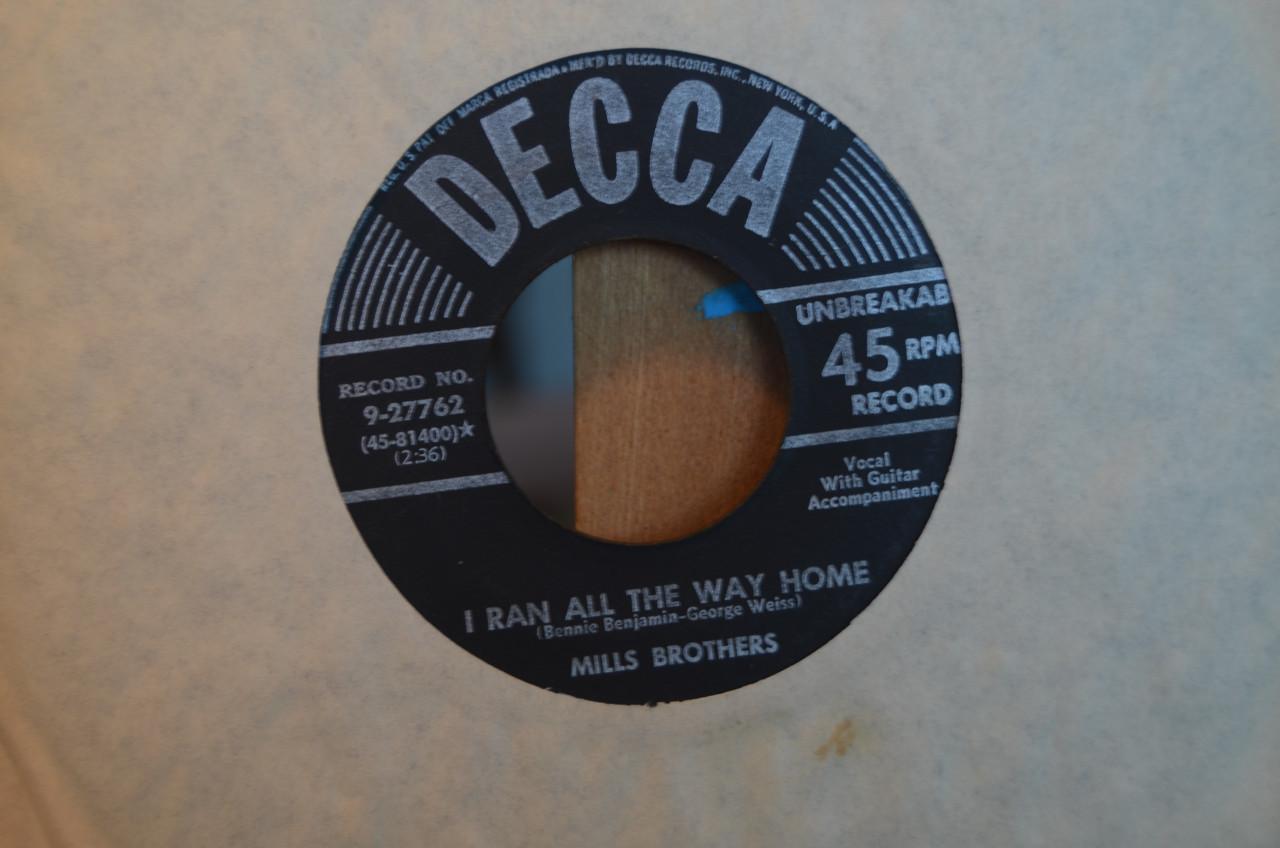 REG. U.S PAT OFF MARCA REGISTRADA • MF'R'D BY DECCA RECORDS, INC., NEW YORK, U.S.A
DECCA
UNBREAKAB
45 RPM
RECORD
RECORD NO.
9-27762
(45-81400)★
(2:36)
Vocal
With Guitar
Accompaniment
I RAN ALL THE WAY HOME
(Bennie Benjamin-George Weiss)
MILLS BROTHERS